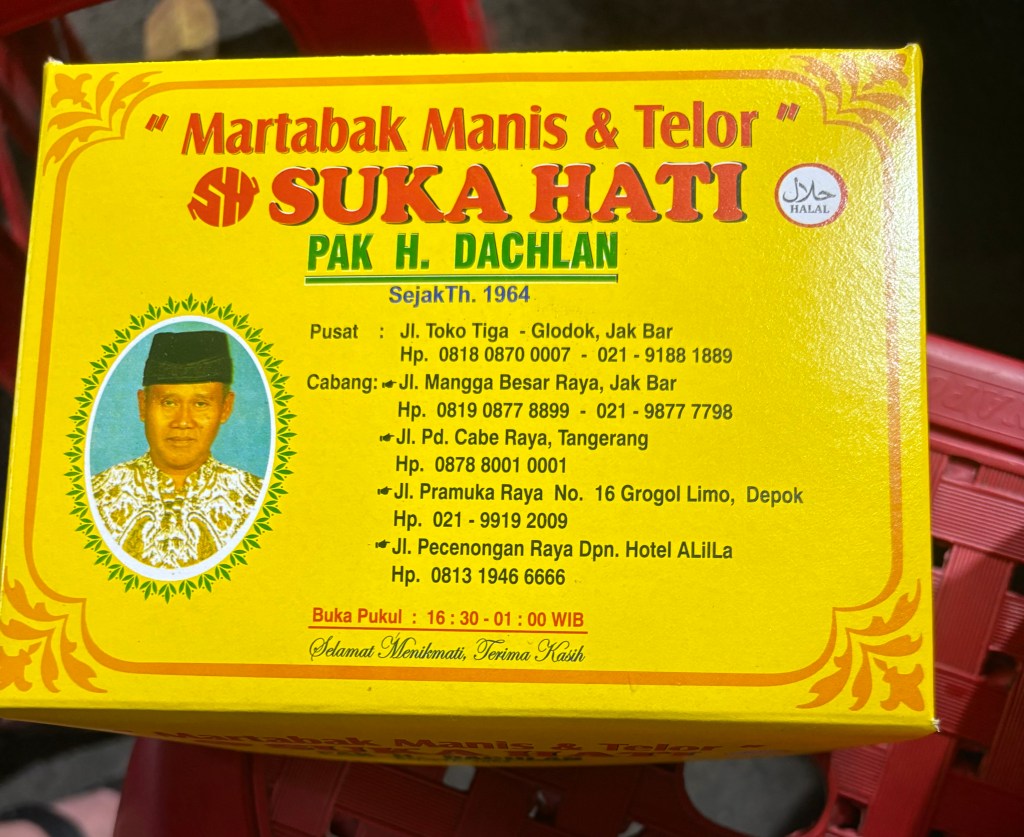 " Martabak Manis & Telor "
SH SUKA HATI
حلال
HALAL
PAK H. DACHLAN
SejakTh. 1964
Pusat : Jl. Toko Tiga - Glodok, Jak Bar
Hp. 0818 0870 0007 - 021 - 9188 1889
Cabang: Jl. Mangga Besar Raya, Jak Bar
Hp. 0819 0877 8899 - 021 - 9877 7798
Jl. Pd. Cabe Raya, Tangerang
Hp. 0878 8001 0001
Jl. Pramuka Raya No. 16 Grogol Limo, Depok
Hp. 021 - 9919 2009
Jl. Pecenongan Raya Dpn. Hotel ALilLa
Hp. 0813 1946 6666
Buka Pukul : 16 : 30 - 01 : 00 WIB
Selamat Menikmati, Terima Kasih
Martabak Manis & Telor "
H. DACHLAN